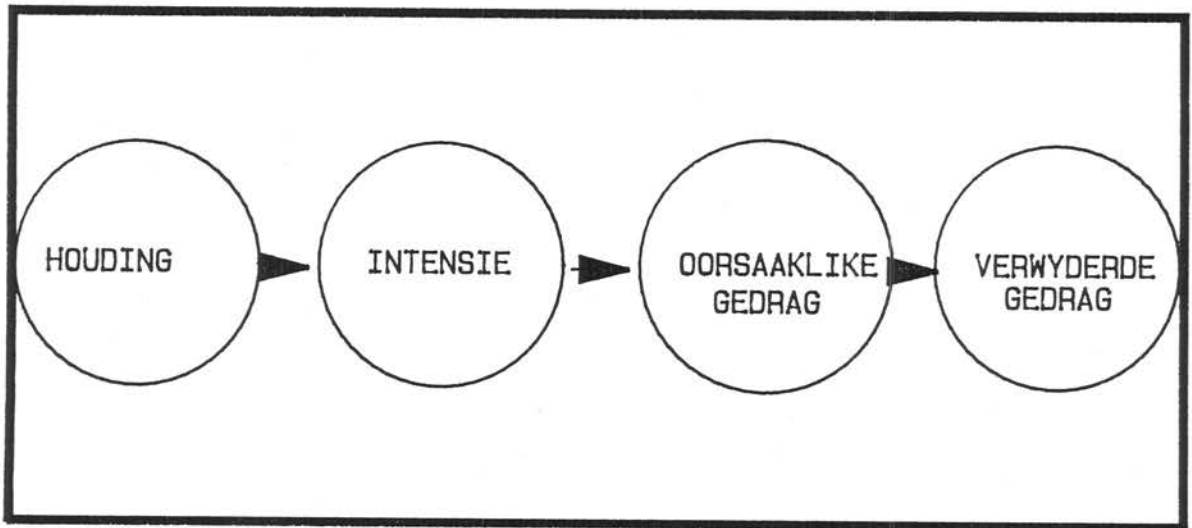 HOUDING
INTENSIE
OORSAAKLIKE
GEDRAG
VERWYDERDE
GEDRAG